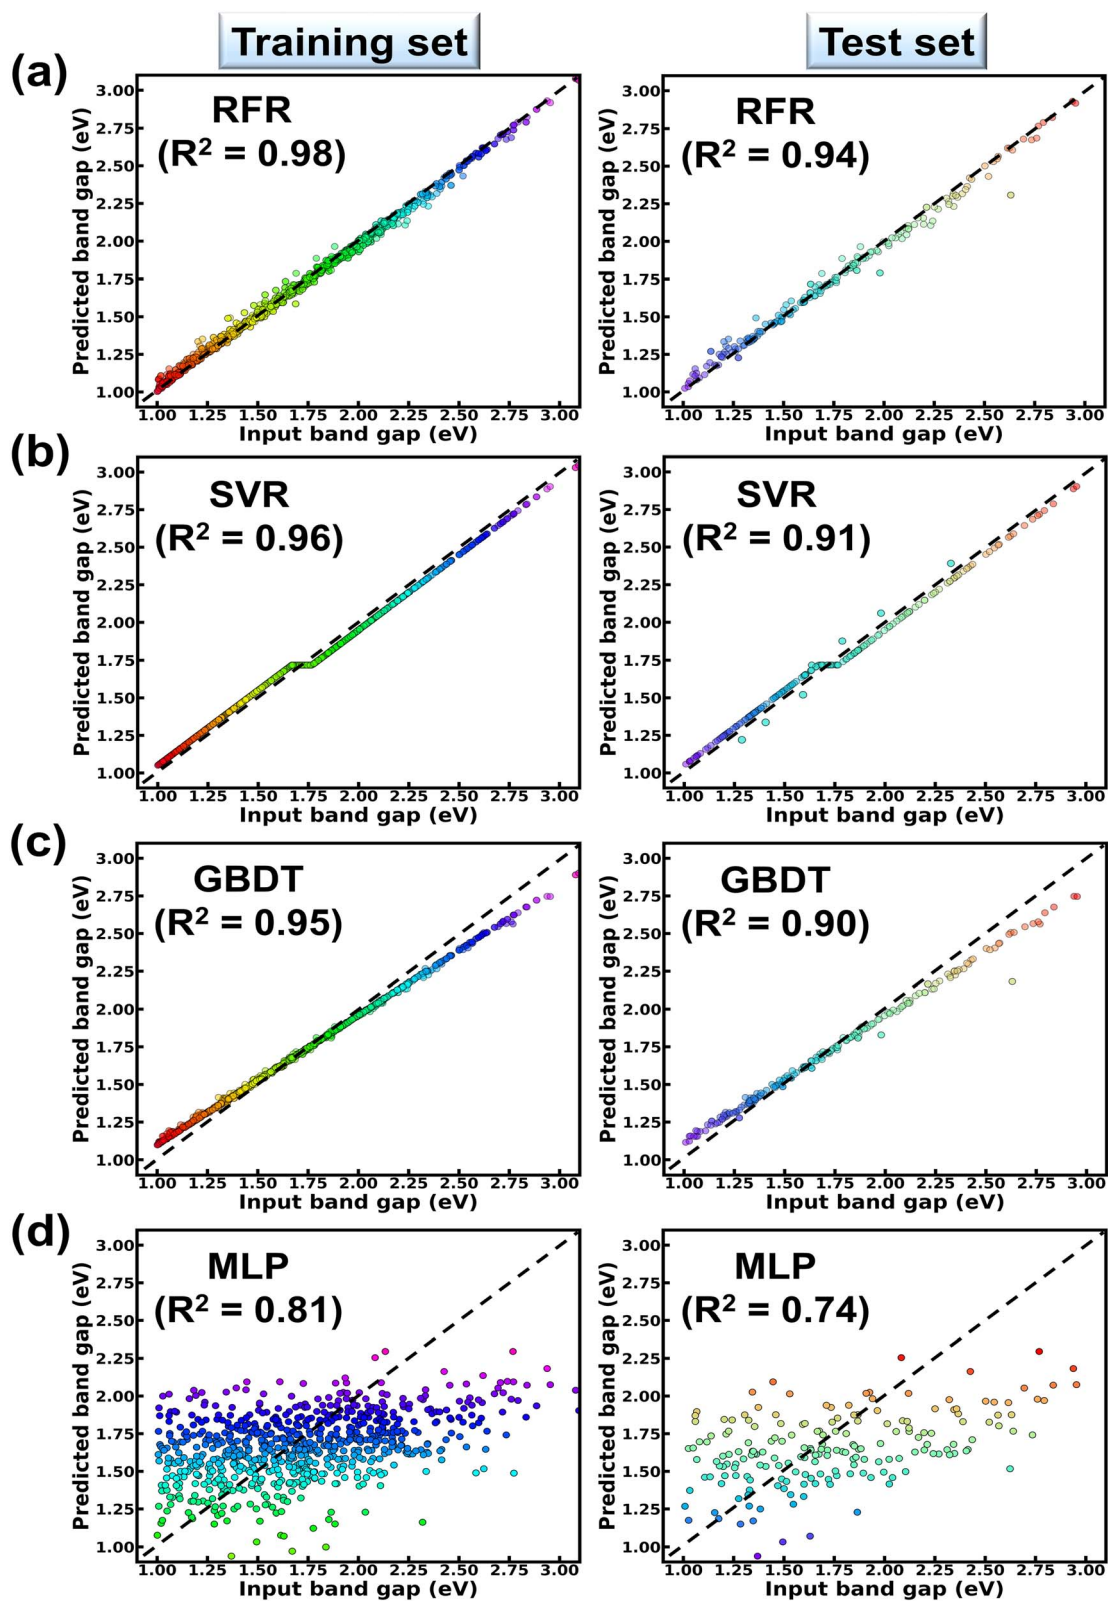 Training set
Test set
(a)
RFR
(R² = 0.98)
Predicted band gap (eV)
3.00
2.75
2.50
2.25
2.00
1.75
1.50
1.25
1.00
1.00 1.25 1.50 1.75 2.00 2.25 2.50 2.75 3.00
Input band gap (eV)
RFR
(R² = 0.94)
Predicted band gap (eV)
3.00
2.75
2.50
2.25
2.00
1.75
1.50
1.25
1.00
1.00 1.25 1.50 1.75 2.00 2.25 2.50 2.75 3.00
Input band gap (eV)
(b)
SVR
(R² = 0.96)
Predicted band gap (eV)
3.00
2.75
2.50
2.25
2.00
1.75
1.50
1.25
1.00
1.00 1.25 1.50 1.75 2.00 2.25 2.50 2.75 3.00
Input band gap (eV)
SVR
(R² = 0.91)
Predicted band gap (eV)
3.00
2.75
2.50
2.25
2.00
1.75
1.50
1.25
1.00
1.00 1.25 1.50 1.75 2.00 2.25 2.50 2.75 3.00
Input band gap (eV)
(c)
GBDT
(R² = 0.95)
Predicted band gap (eV)
3.00
2.75
2.50
2.25
2.00
1.75
1.50
1.25
1.00
1.00 1.25 1.50 1.75 2.00 2.25 2.50 2.75 3.00
Input band gap (eV)
GBDT
(R² = 0.90)
Predicted band gap (eV)
3.00
2.75
2.50
2.25
2.00
1.75
1.50
1.25
1.00
1.00 1.25 1.50 1.75 2.00 2.25 2.50 2.75 3.00
Input band gap (eV)
(d)
MLP
(R² = 0.81)
Predicted band gap (eV)
3.00
2.75
2.50
2.25
2.00
1.75
1.50
1.25
1.00
1.00 1.25 1.50 1.75 2.00 2.25 2.50 2.75 3.00
Input band gap (eV)
MLP
(R² = 0.74)
Predicted band gap (eV)
3.00
2.75
2.50
2.25
2.00
1.75
1.50
1.25
1.00
1.00 1.25 1.50 1.75 2.00 2.25 2.50 2.75 3.00
Input band gap (eV)